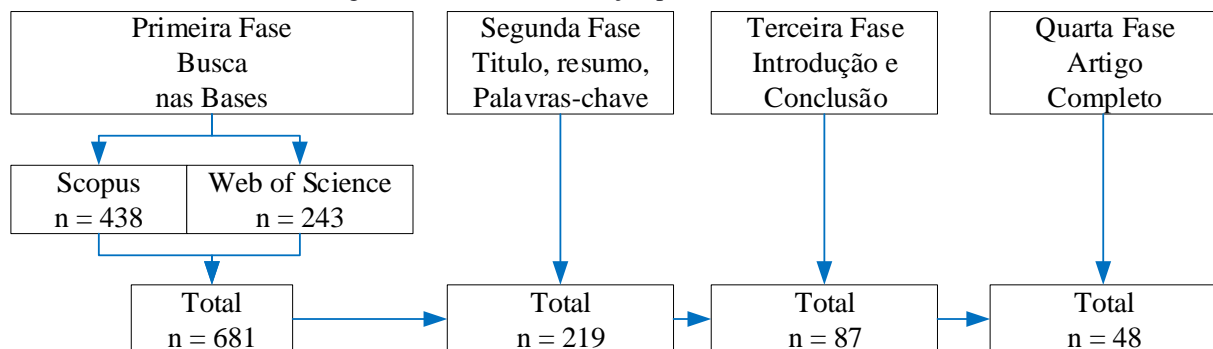 Primeira Fase
Busca
nas Bases
Segunda Fase
Titulo, resumo,
Palavras-chave
Terceira Fase
Introdução e
Conclusão
Quarta Fase
Artigo
Completo
Scopus
n = 438
Web of Science
n = 243
Total
n = 681
Total
n = 219
Total
n = 87
Total
n = 48